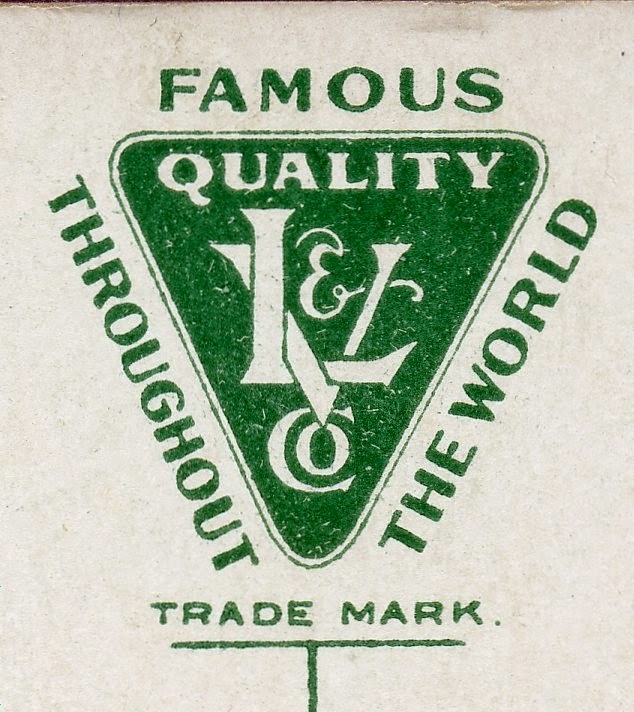 FAMOUS
QUALITY
L & L
Co
THROUGHOUT
THE WORLD
TRADE MARK.